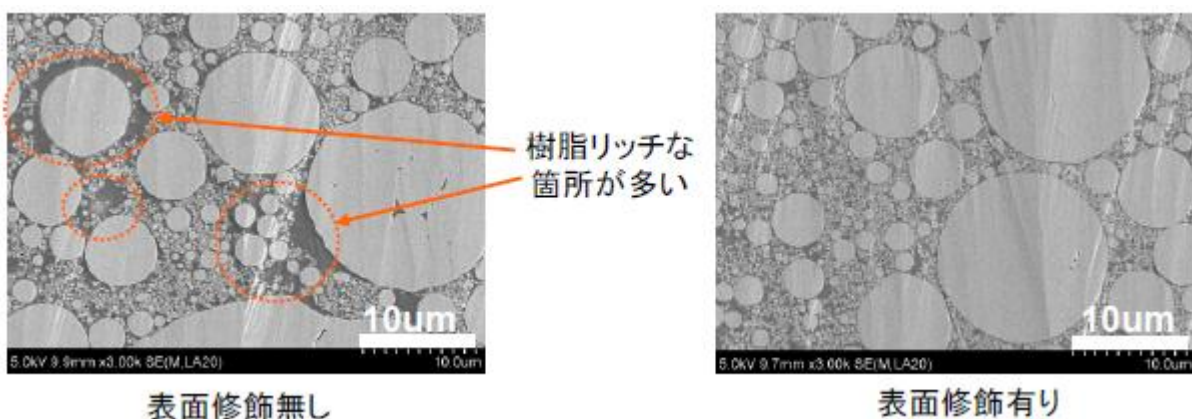 樹脂リッチな
箇所が多い
10um
5.0kV 9.9mm x3.00k SE(M,LA20)
10.0um
10um
5.0kV 9.7mm x3.00k SE(M,LA20)
10.0um
表面修飾無し
表面修飾有り